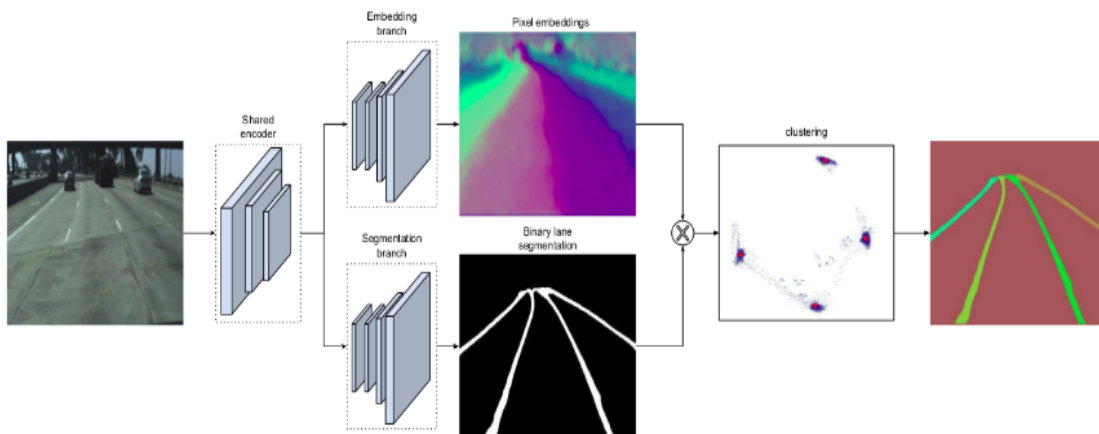 Embedding
branch
Pixel embeddings
Shared
encoder
clustering
Segmentation
branch
Binary lane
segmentation